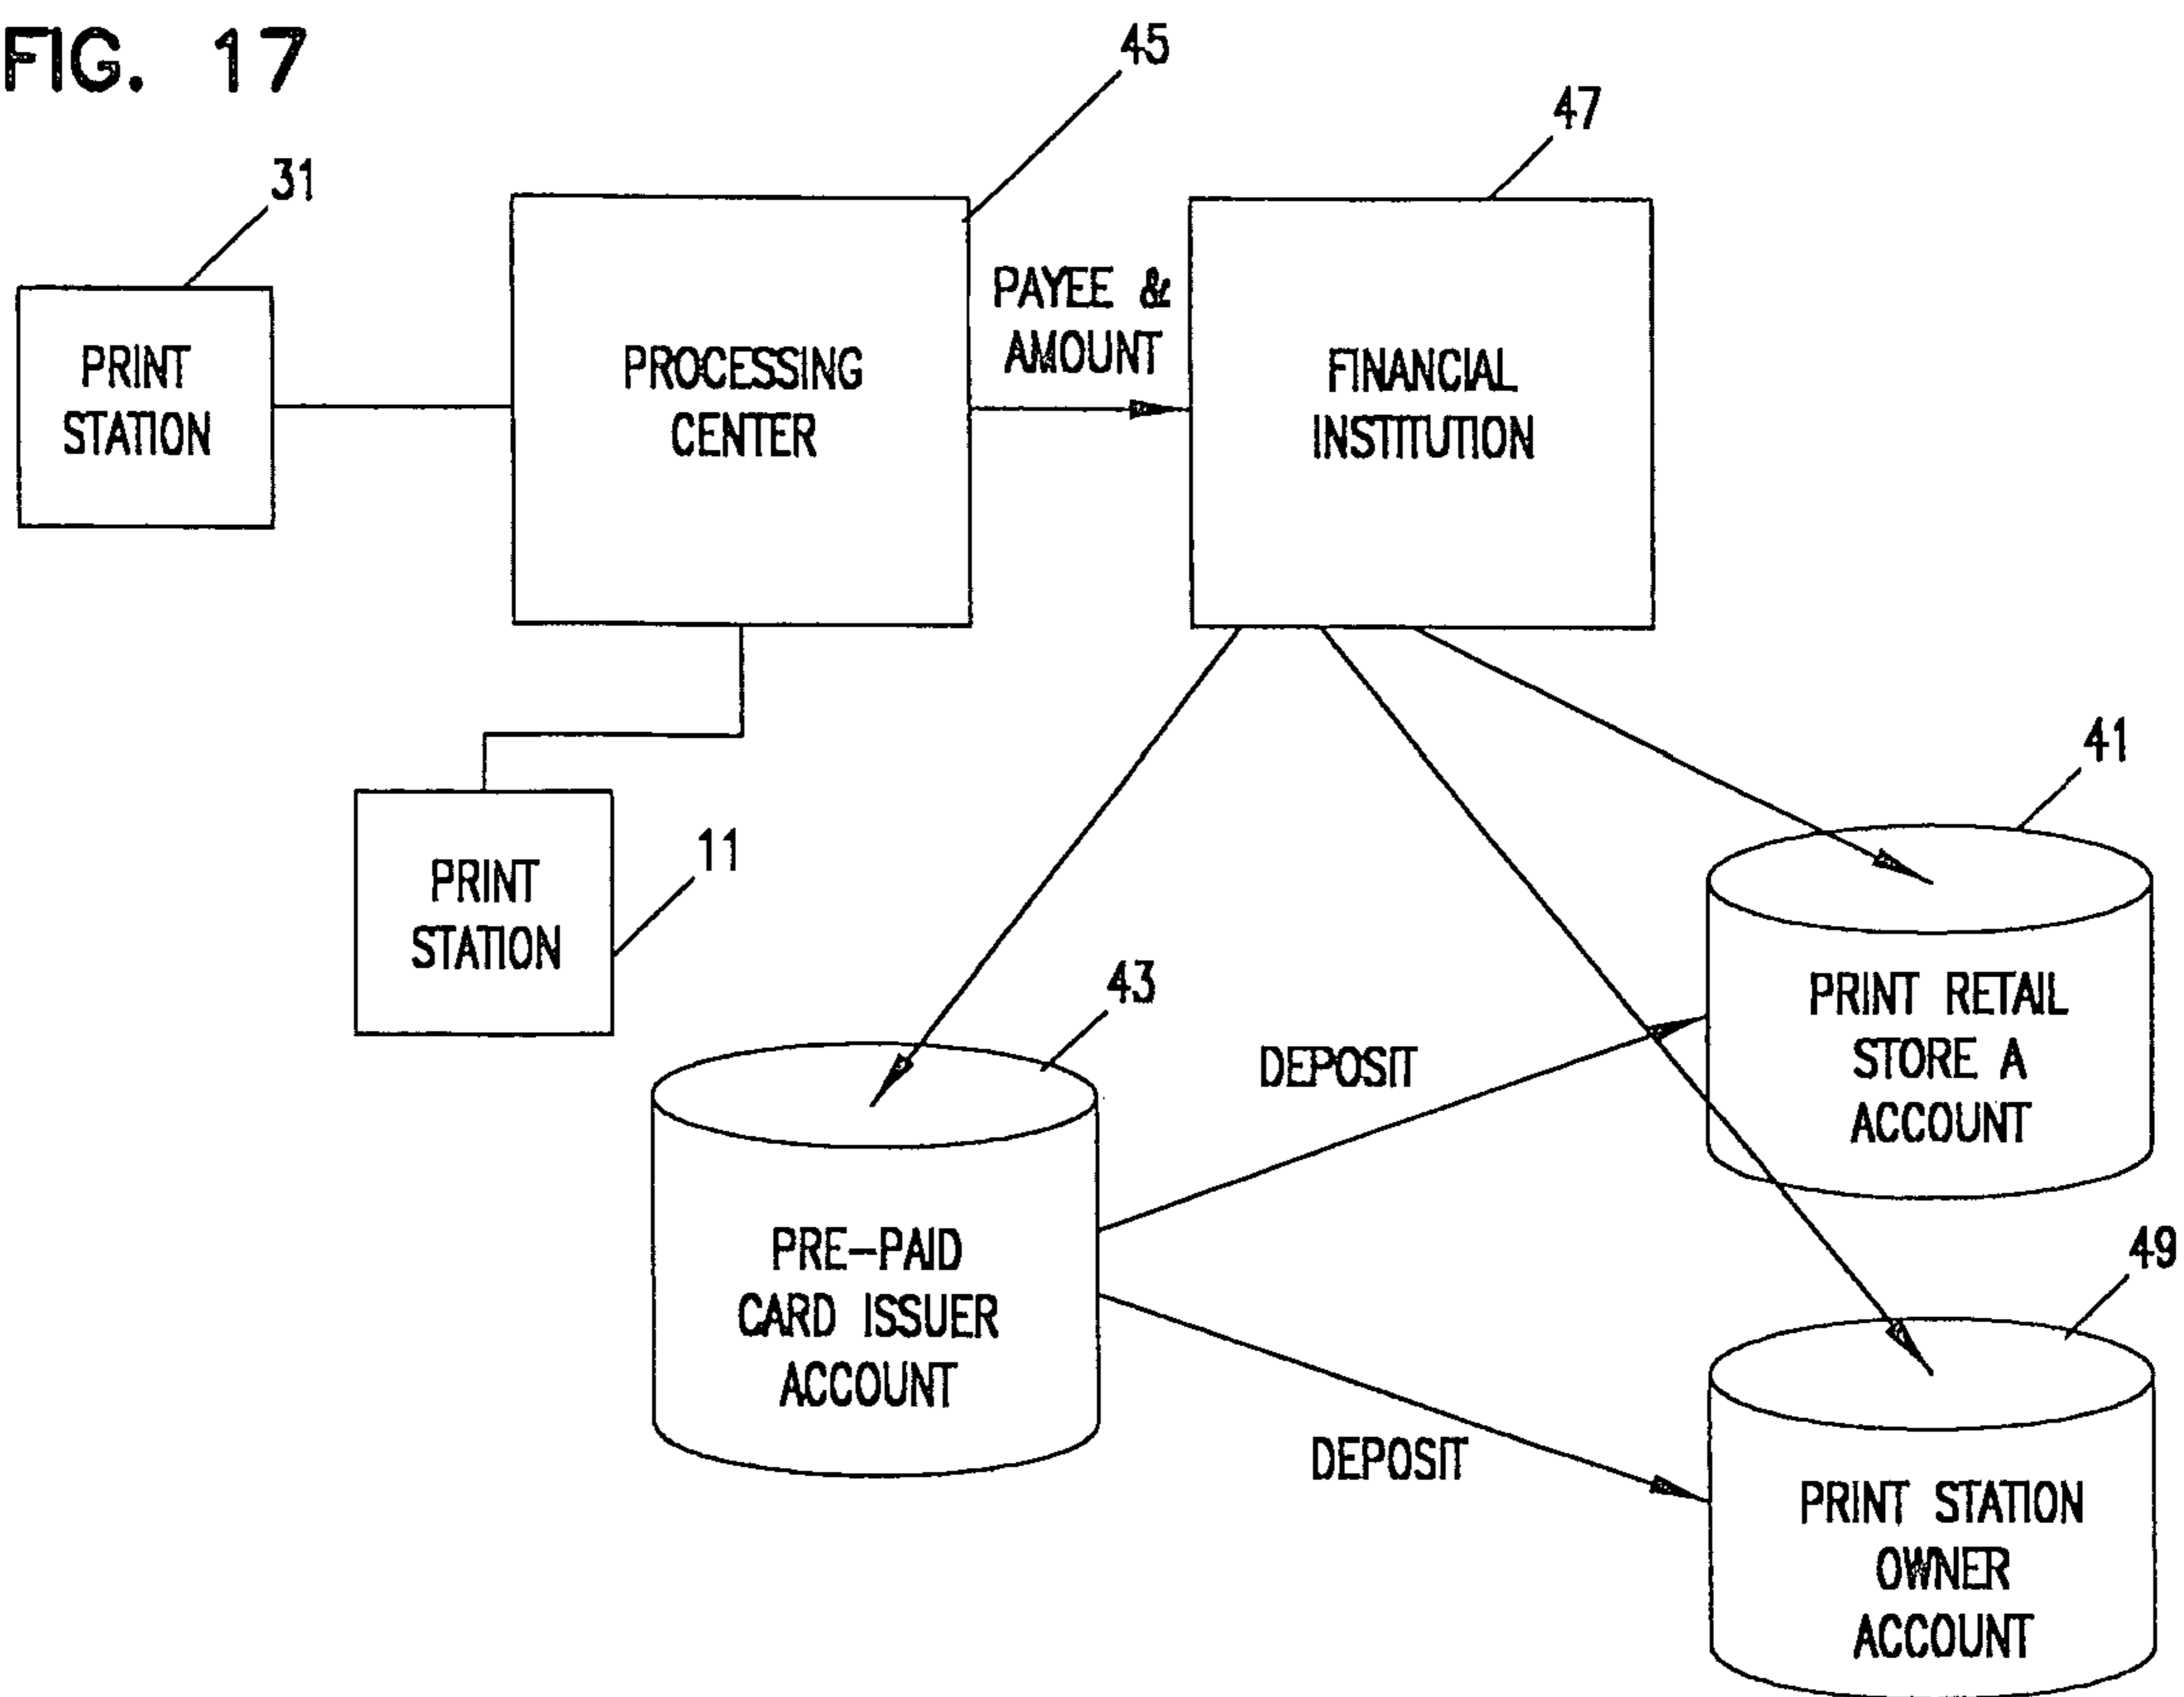 FIG. 17
45
47
31
PRINT
STATION
PROCESSING
CENTER
PAYEE &
AMOUNT
FINANCIAL
INSTITUTION
41
11
PRINT
STATION
43
PRINT RETAIL
STORE A
ACCOUNT
DEPOSIT
49
PRE-PAID
CARD ISSUER
ACCOUNT
DEPOSIT
PRINT STATION
OWNER
ACCOUNT